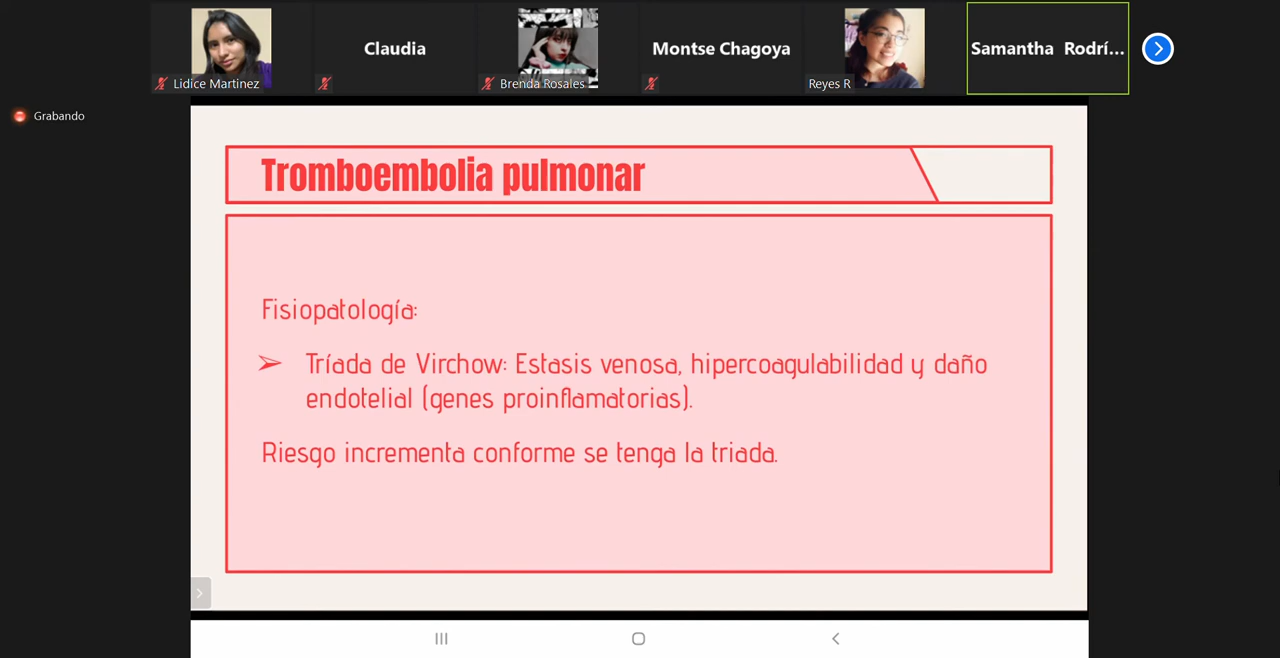 Claudia
Montse Chagoya
Samantha Rodrí...
Lidice Martinez
Brenda Rosales
Reyes R
Grabando
Tromboembolia pulmonar
Fisiopatología:
➢ Tríada de Virchow: Estasis venosa, hipercoagulabilidad y daño
endotelial (genes proinflamatorias).
Riesgo incrementa conforme se tenga la triada.